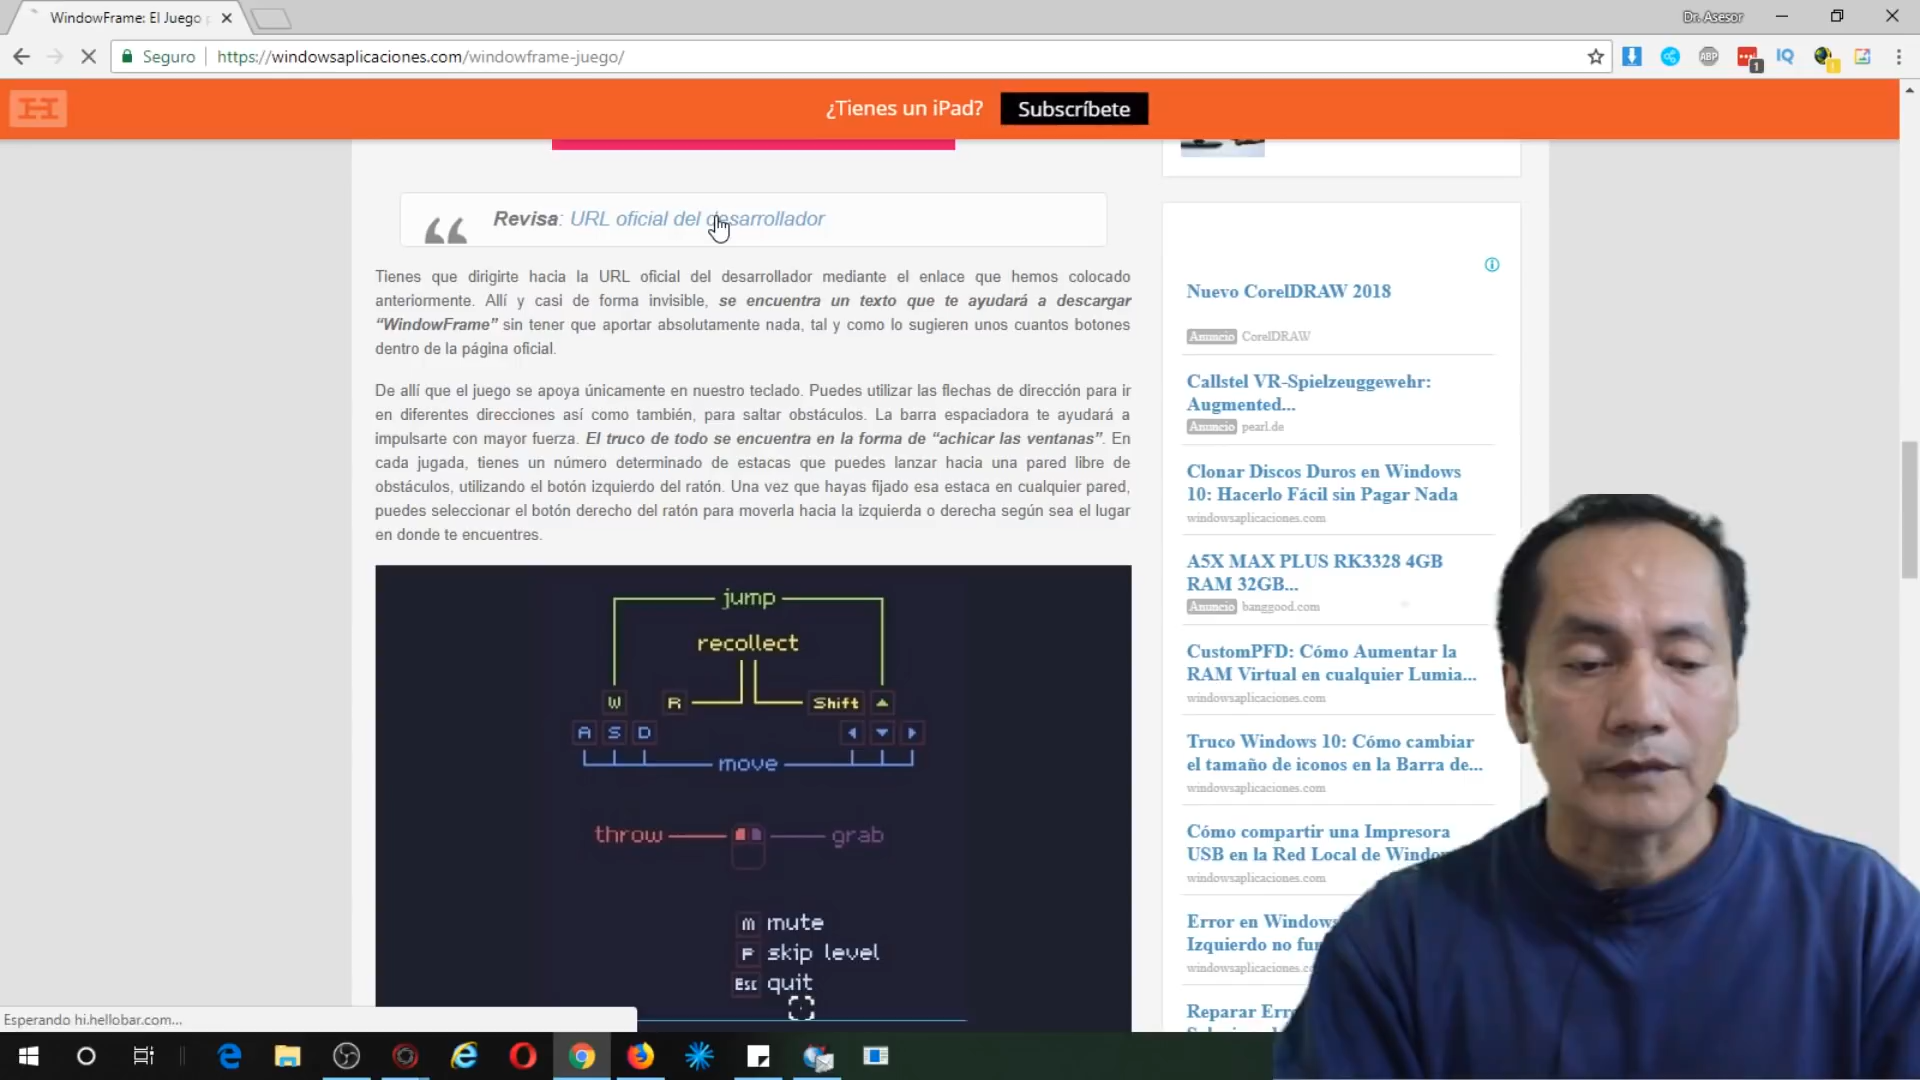 WindowFrame: El Juego
Dr. Asesor
Seguro
https://windowsaplicaciones.com/windowframe-juego/
ABP
1
IQ
1
H
¿Tienes un iPad?
Subscríbete
Revisa: URL oficial del desarrollador
Tienes que dirigirte hacia la URL oficial del desarrollador mediante el enlace que hemos colocado
anteriormente. Allí y casi de forma invisible, se encuentra un texto que te ayudará a descargar
“WindowFrame” sin tener que aportar absolutamente nada, tal y como lo sugieren unos cuantos botones
dentro de la página oficial.
De allí que el juego se apoya únicamente en nuestro teclado. Puedes utilizar las flechas de dirección para ir
en diferentes direcciones así como también, para saltar obstáculos. La barra espaciadora te ayudará a
impulsarte con mayor fuerza. El truco de todo se encuentra en la forma de “achicar las ventanas”. En
cada jugada, tienes un número determinado de estacas que puedes lanzar hacia una pared libre de
obstáculos, utilizando el botón izquierdo del ratón. Una vez que hayas fijado esa estaca en cualquier pared,
puedes seleccionar el botón derecho del ratón para moverla hacia la izquierda o derecha según sea el lugar
en donde te encuentres.
jump
recollect
W
R
Shift
A S D
move
throw
grab
M mute
P skip level
Esc quit
Nuevo CorelDRAW 2018
Anuncio CorelDRAW
Callstel VR-Spielzeuggewehr:
Augmented...
Anuncio pearl.de
Clonar Discos Duros en Windows
10: Hacerlo Fácil sin Pagar Nada
windowsaplicaciones.com
A5X MAX PLUS RK3328 4GB
RAM 32GB...
Anuncio banggood.com
CustomPFD: Cómo Aumentar la
RAM Virtual en cualquier Lumia...
windowsaplicaciones.com
Truco Windows 10: Cómo cambiar
el tamaño de iconos en la Barra de...
windowsaplicaciones.com
Cómo compartir una Impresora
USB en la Red Local de Windo
windowsaplicaciones.com
Error en Windows
Izquierdo no fu
windowsaplicaciones.c
Reparar Err
Esperando hi.hellobar.com...